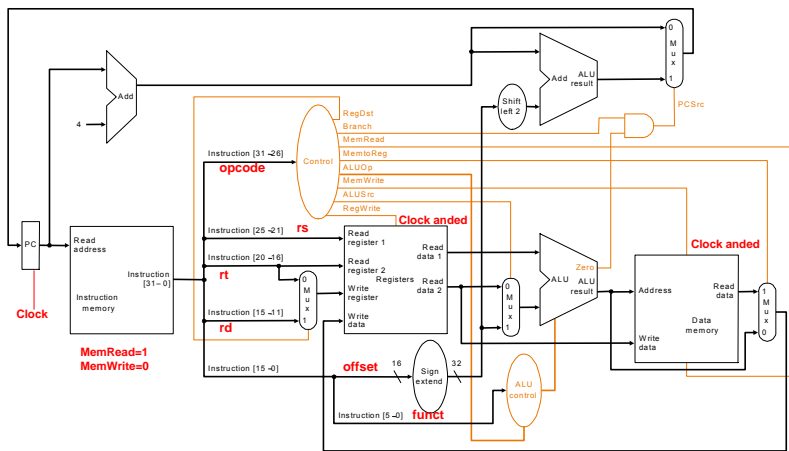 0
M
u
x
1
Add
4
Shift
left 2
Add
ALU
result
PCSrc
RegDst
Branch
MemRead
MemtoReg
ALUOp
MemWrite
ALUSrc
RegWrite
Control
Instruction [31–26]
opcode
Instruction [25–21]
rs
Instruction [20–16]
rt
Instruction [15–11]
rd
Instruction [15–0]
offset
Instruction [5–0]
funct
PC
Clock
Read
address
Instruction
[31–0]
Instruction
memory
MemRead=1
MemWrite=0
0
M
u
x
1
Clock anded
Read
register 1
Read
register 2
Write
register
Write
data
Registers
Read
data 1
Read
data 2
0
M
u
x
1
16
Sign
extend
32
ALU
control
Zero
ALU
ALU
result
Clock anded
Address
Write
data
Read
data
Data
memory
1
M
u
x
0